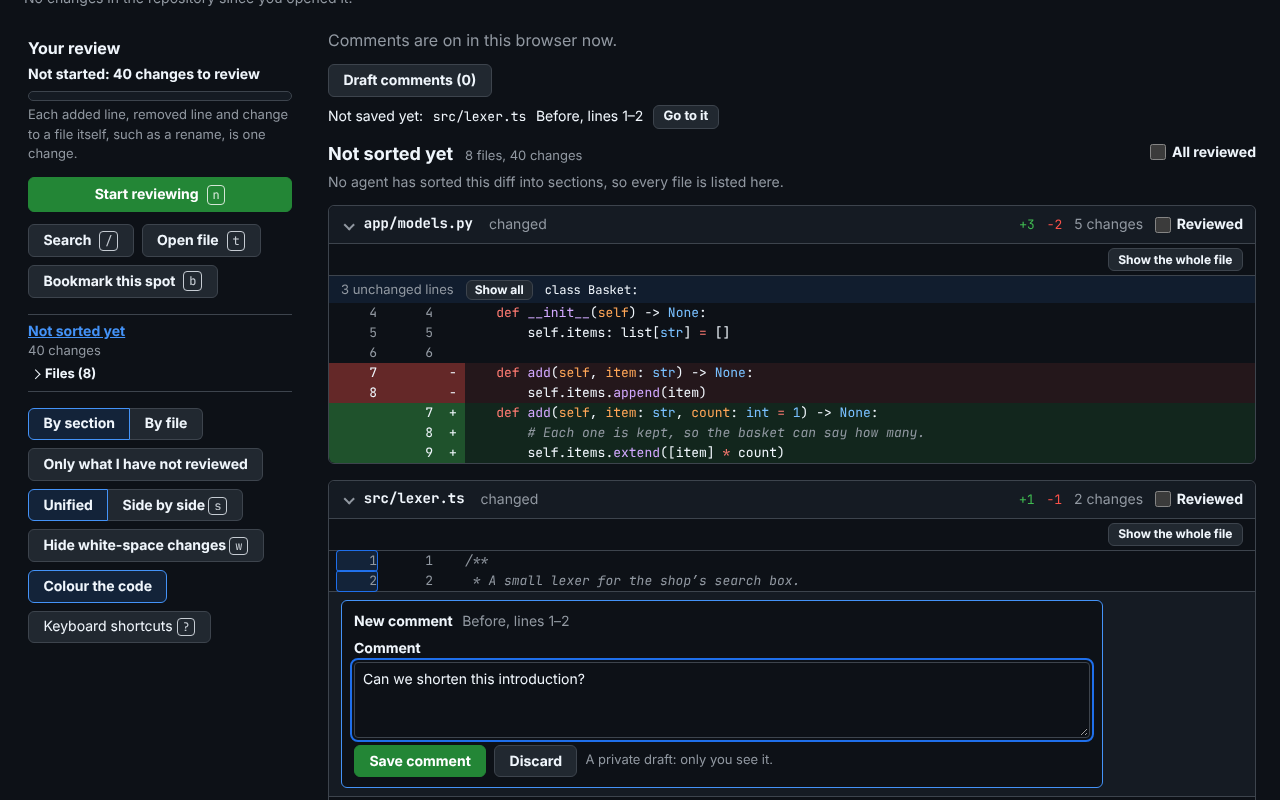 No changes in the repository since you opened it.
Your review
Not started: 40 changes to review
Each added line, removed line and change
to a file itself, such as a rename, is one
change.
Start reviewing n
Search / Open file t
Bookmark this spot b
Not sorted yet
40 changes
Files (8)
By section By file
Only what I have not reviewed
Unified Side by side s
Hide white-space changes w
Colour the code
Keyboard shortcuts ?
Comments are on in this browser now.
Draft comments (0)
Not saved yet: src/lexer.ts Before, lines 1–2 Go to it
Not sorted yet 8 files, 40 changes All reviewed
No agent has sorted this diff into sections, so every file is listed here.
app/models.py changed +3 -2 5 changes Reviewed
Show the whole file
3 unchanged lines Show all class Basket:
4 4 def __init__(self) -> None:
5 5 self.items: list[str] = []
6 6
7 - def add(self, item: str) -> None:
8 - self.items.append(item)
7 + def add(self, item: str, count: int = 1) -> None:
8 + # Each one is kept, so the basket can say how many.
9 + self.items.extend([item] * count)
src/lexer.ts changed +1 -1 2 changes Reviewed
Show the whole file
1 1 /**
2 2 * A small lexer for the shop’s search box.
New comment Before, lines 1–2
Comment
Can we shorten this introduction?
Save comment Discard A private draft: only you see it.